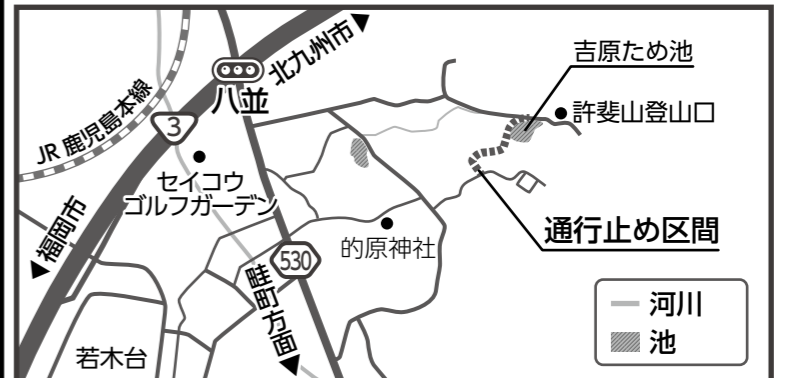 北九州市▲
吉原ため池
八並
許斐山登山口
JR 鹿児島本線
3
セイコウ
ゴルフガーデン
通行止め区間
的原神社
▲福岡市
530
畦町方面▼
河川
池
若木台